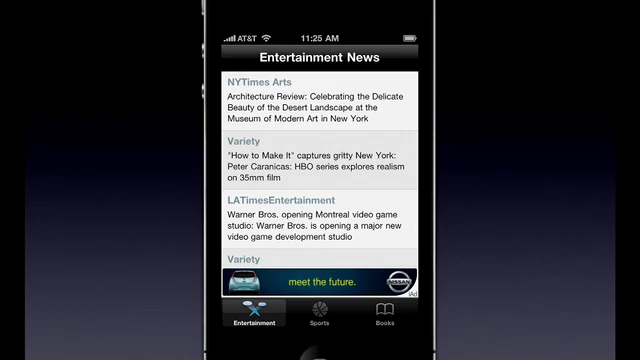 AT&T
11:25 AM
Entertainment News
NYTimes Arts
Architecture Review: Celebrating the Delicate
Beauty of the Desert Landscape at the
Museum of Modern Art in New York
Variety
"How to Make It" captures gritty New York:
Peter Caranicas: HBO series explores realism
on 35mm film
LATimesEntertainment
Warner Bros. opening Montreal video game
studio: Warner Bros. is opening a major new
video game development studio
Variety
meet the future.
NISSAN
iAd
Entertainment
Sports
Books